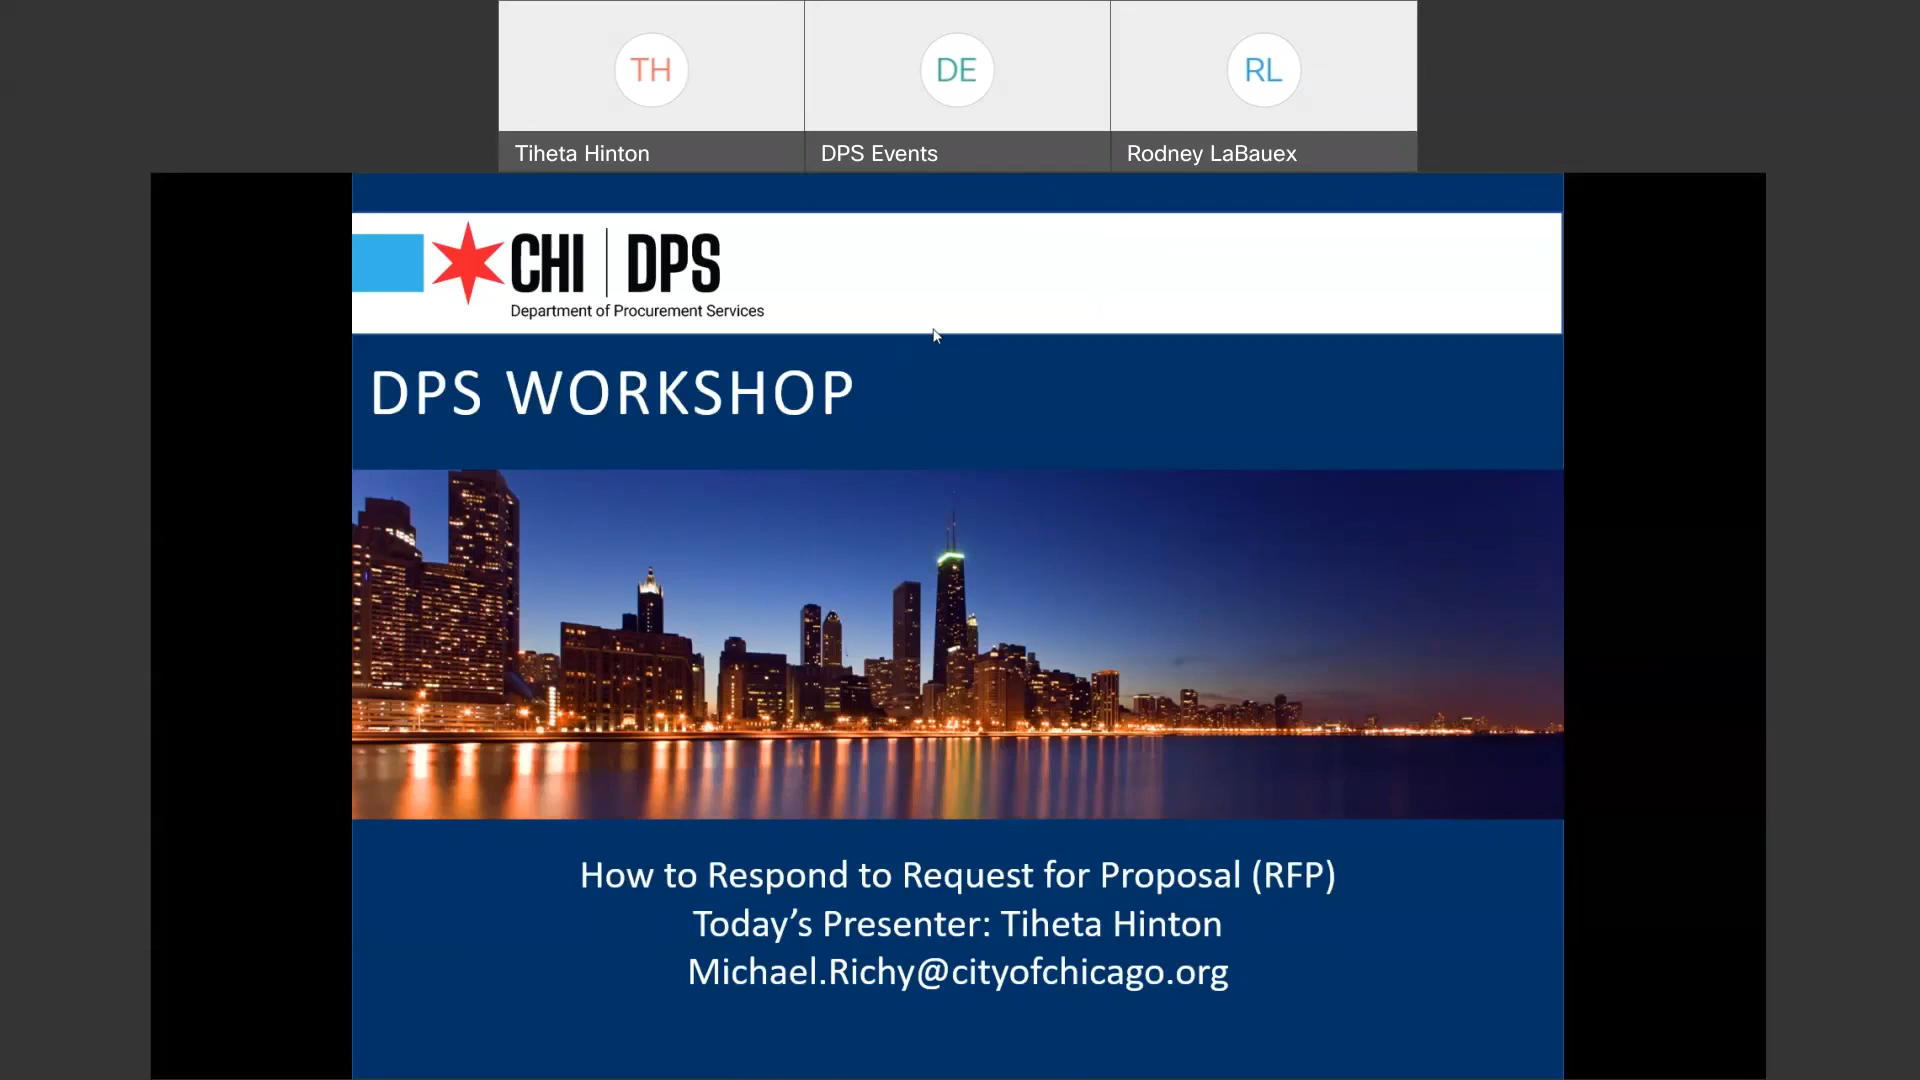 TH
DE
RL
Tiheta Hinton
DPS Events
Rodney LaBauex
CHI | DPS
Department of Procurement Services
DPS WORKSHOP
How to Respond to Request for Proposal (RFP)
Today’s Presenter: Tiheta Hinton
Michael.Richy@cityofchicago.org